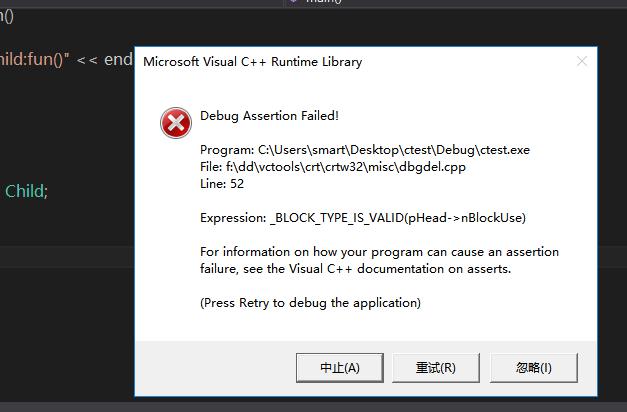 main()
n()
hild:fun()" << end
Microsoft Visual C++ Runtime Library
Debug Assertion Failed!
Program: C:\Users\smart\Desktop\ctest\Debug\ctest.exe
File: f:\dd\vctools\crt\crtw32\misc\dbgdel.cpp
Line: 52
Expression: _BLOCK_TYPE_IS_VALID(pHead->nBlockUse)
Child;
For information on how your program can cause an assertion
failure, see the Visual C++ documentation on asserts.
(Press Retry to debug the application)
中止(A)
重试(R)
忽略(I)